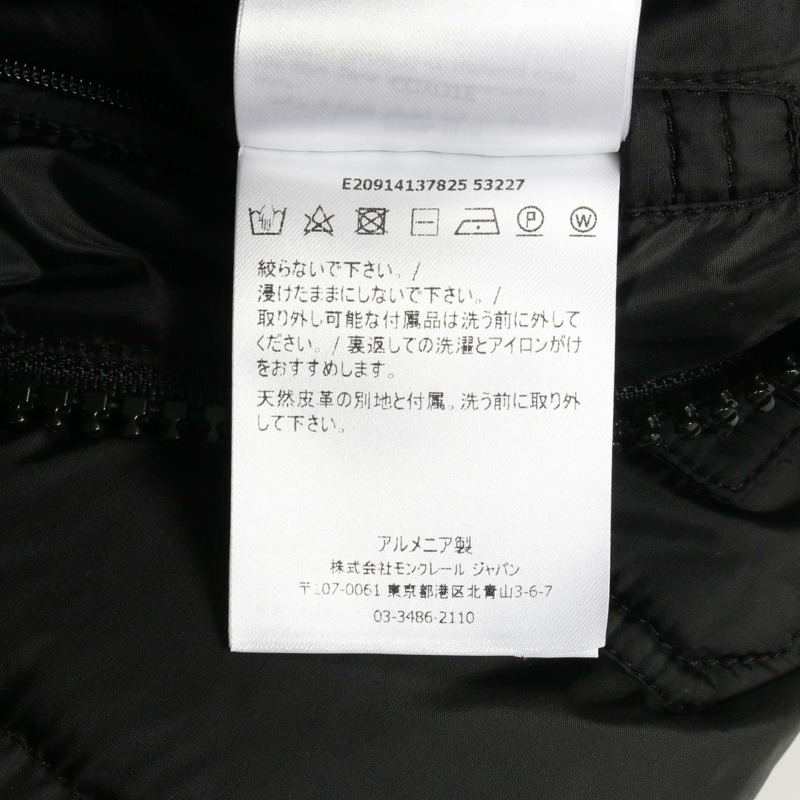 COYOTE
E20914137825 53227
P
W
絞らないで下さい。/
浸けたままにしないで下さい。/
取り外し可能な付属品は洗う前に外して
ください。/ 裏返しての洗濯とアイロンがけ
をおすすめします。
天然皮革の別地と付属。洗う前に取り外
して下さい。
アルメニア製
株式会社モンクレール ジャパン
〒107-0061 東京都港区北青山3-6-7
03-3486-2110